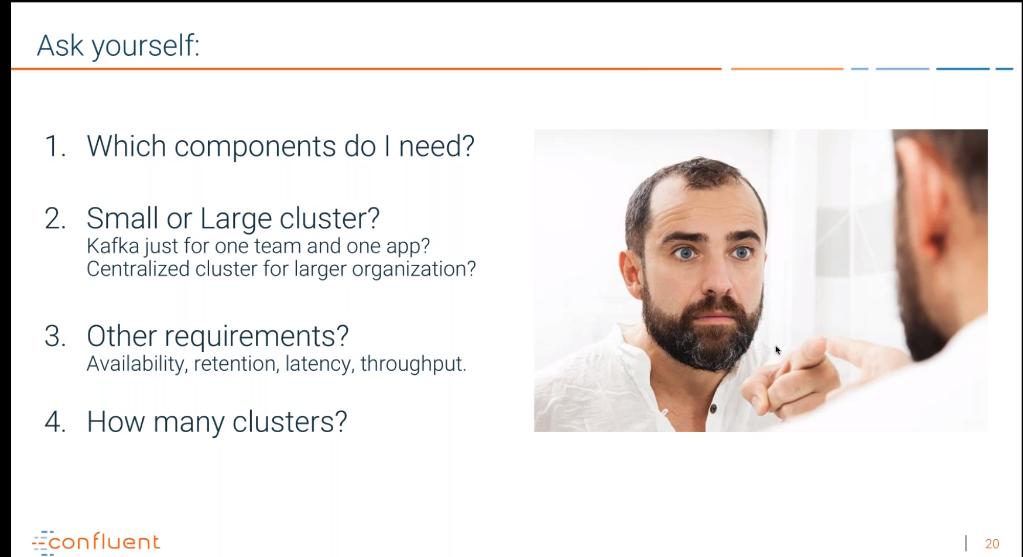 Ask yourself:
1. Which components do I need?
2. Small or Large cluster?
Kafka just for one team and one app?
Centralized cluster for larger organization?
3. Other requirements?
Availability, retention, latency, throughput.
4. How many clusters?
confluent
| 20